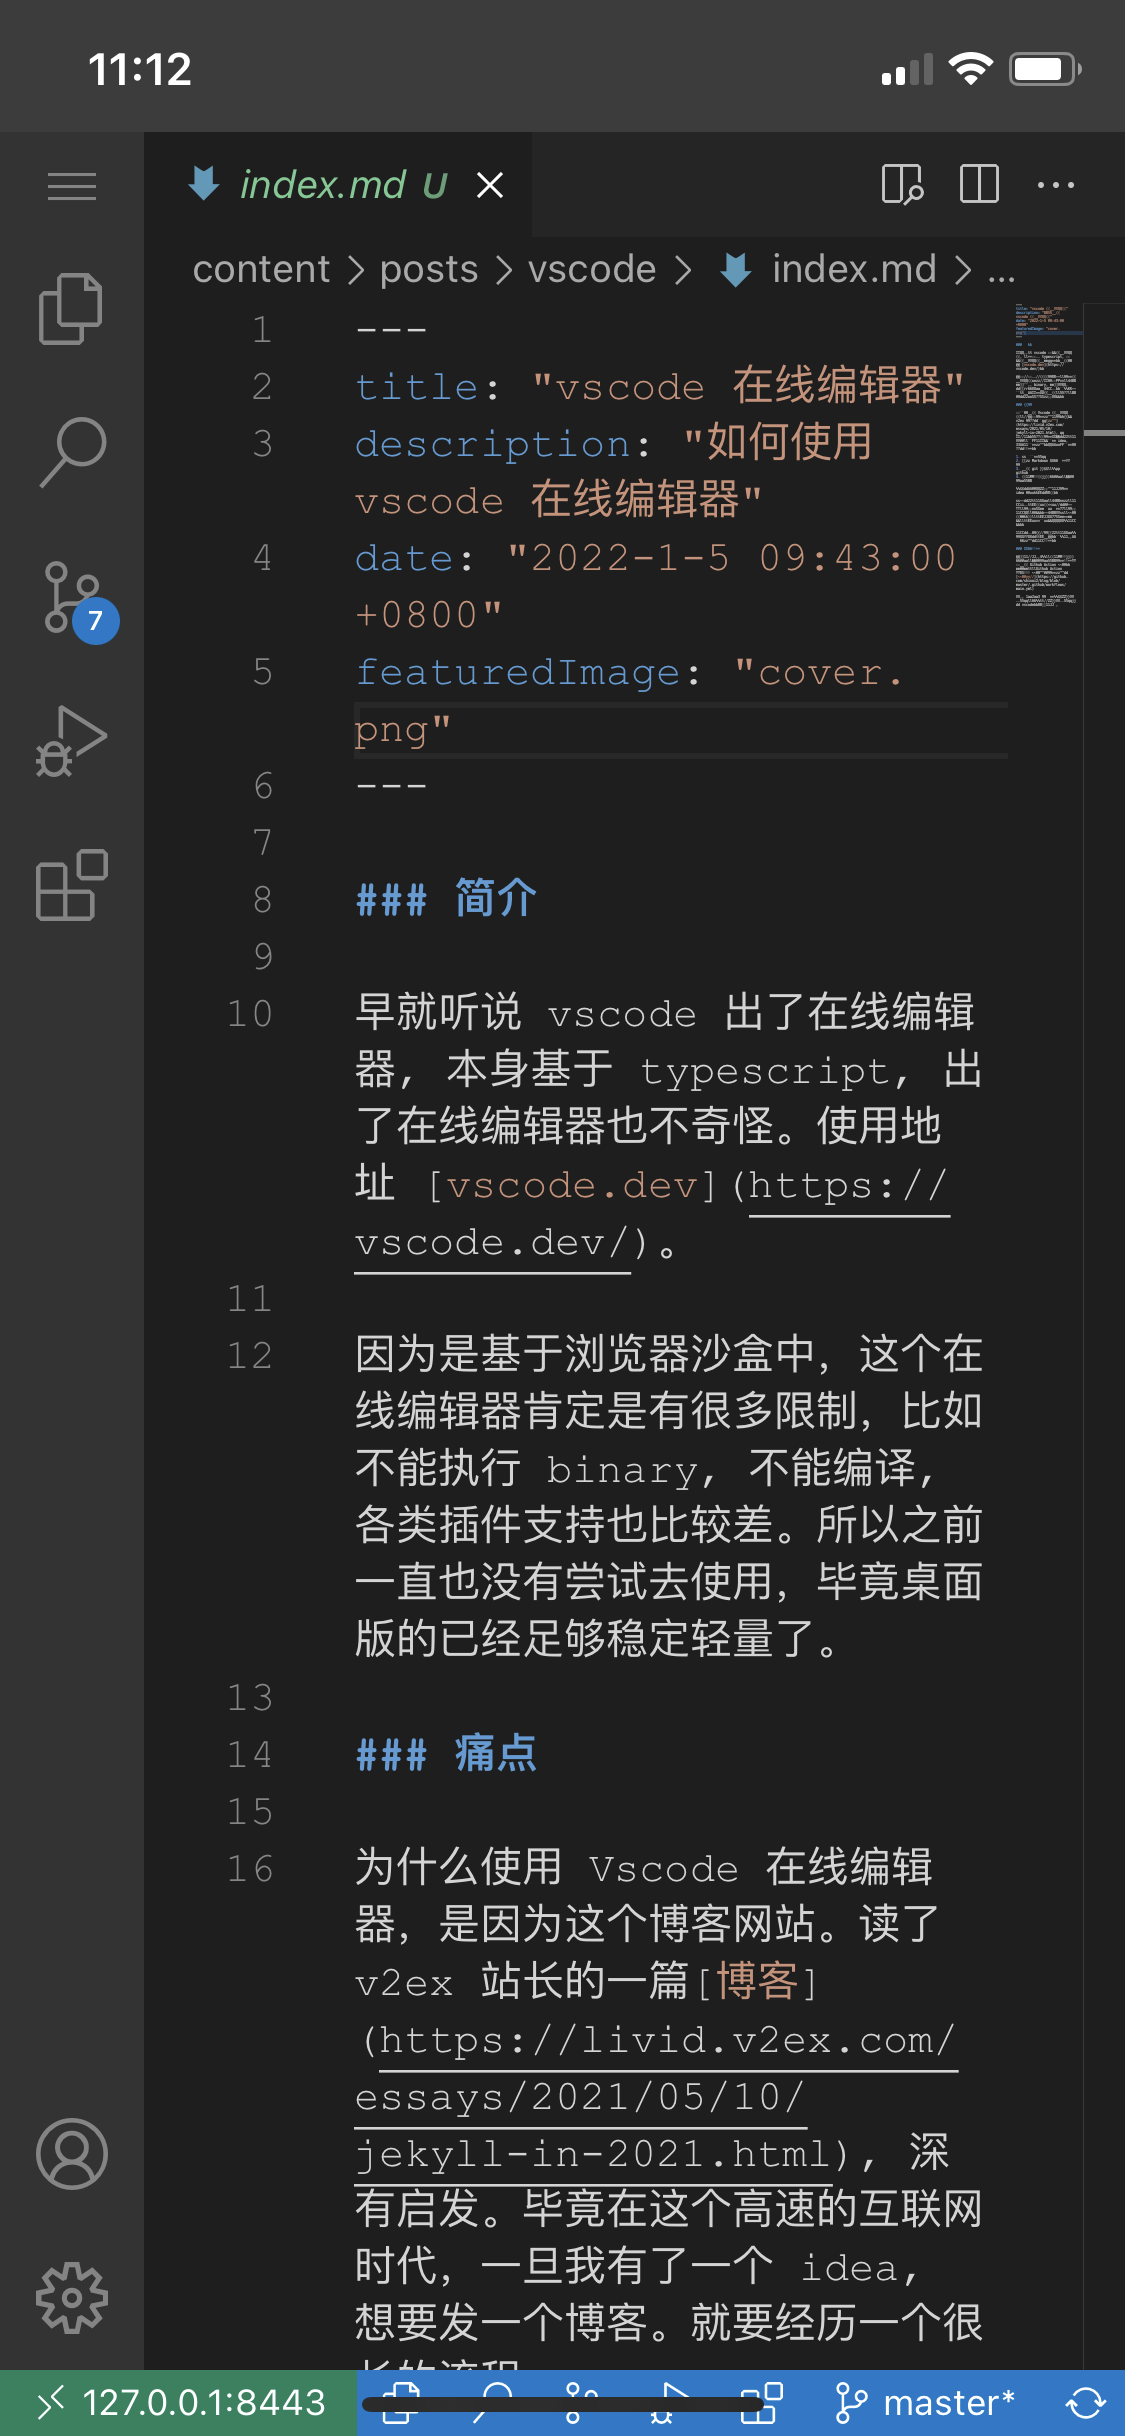 11:12
index.md U
content > posts > vscode > index.md > ...
1 ---
2 title: "vscode 在线编辑器"
3 description: "如何使用
vscode 在线编辑器"
4 date: "2022-1-5 09:43:00
+0800"
5 featuredImage: "cover.
png"
6 ---
7
8 ### 简介
9
10 早就听说 vscode 出了在线编辑
器, 本身基于 typescript, 出
了在线编辑器也不奇怪。使用地
址 [vscode.dev](https://
vscode.dev/)。
11
12 因为是基于浏览器沙盒中，这个在
线编辑器肯定是有很多限制，比如
不能执行 binary, 不能编译,
各类插件支持也比较差。所以之前
一直也没有尝试去使用，毕竟桌面
版的已经足够稳定轻量了。
13
14 ### 痛点
15
16 为什么使用 Vscode 在线编辑
器，是因为这个博客网站。读了
v2ex 站长的一篇[博客]
(https://livid.v2ex.com/
essays/2021/05/10/
jekyll-in-2021.html), 深
有启发。毕竟在这个高速的互联网
时代，一旦我有了一个 idea,
想要发一个博客。就要经历一个很
7
127.0.0.1:8443
master*